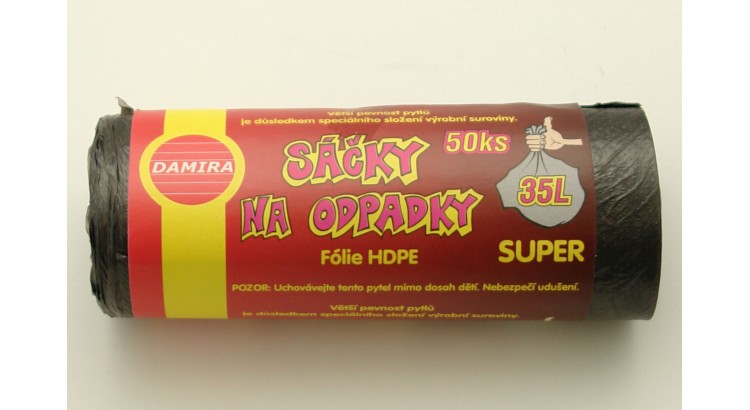 Větší pevnost pytlů
je důsledkem speciálního složení výrobní suroviny.
DAMIRA
SÁČKY
50ks
NA ODPADKY
35L
Fólie HDPE
SUPER
POZOR: Uchovávejte tento pytel mimo dosah dětí. Nebezpečí udušení.
Větší pevnost pytlů
je důsledkem speciálního složení výrobní suroviny.